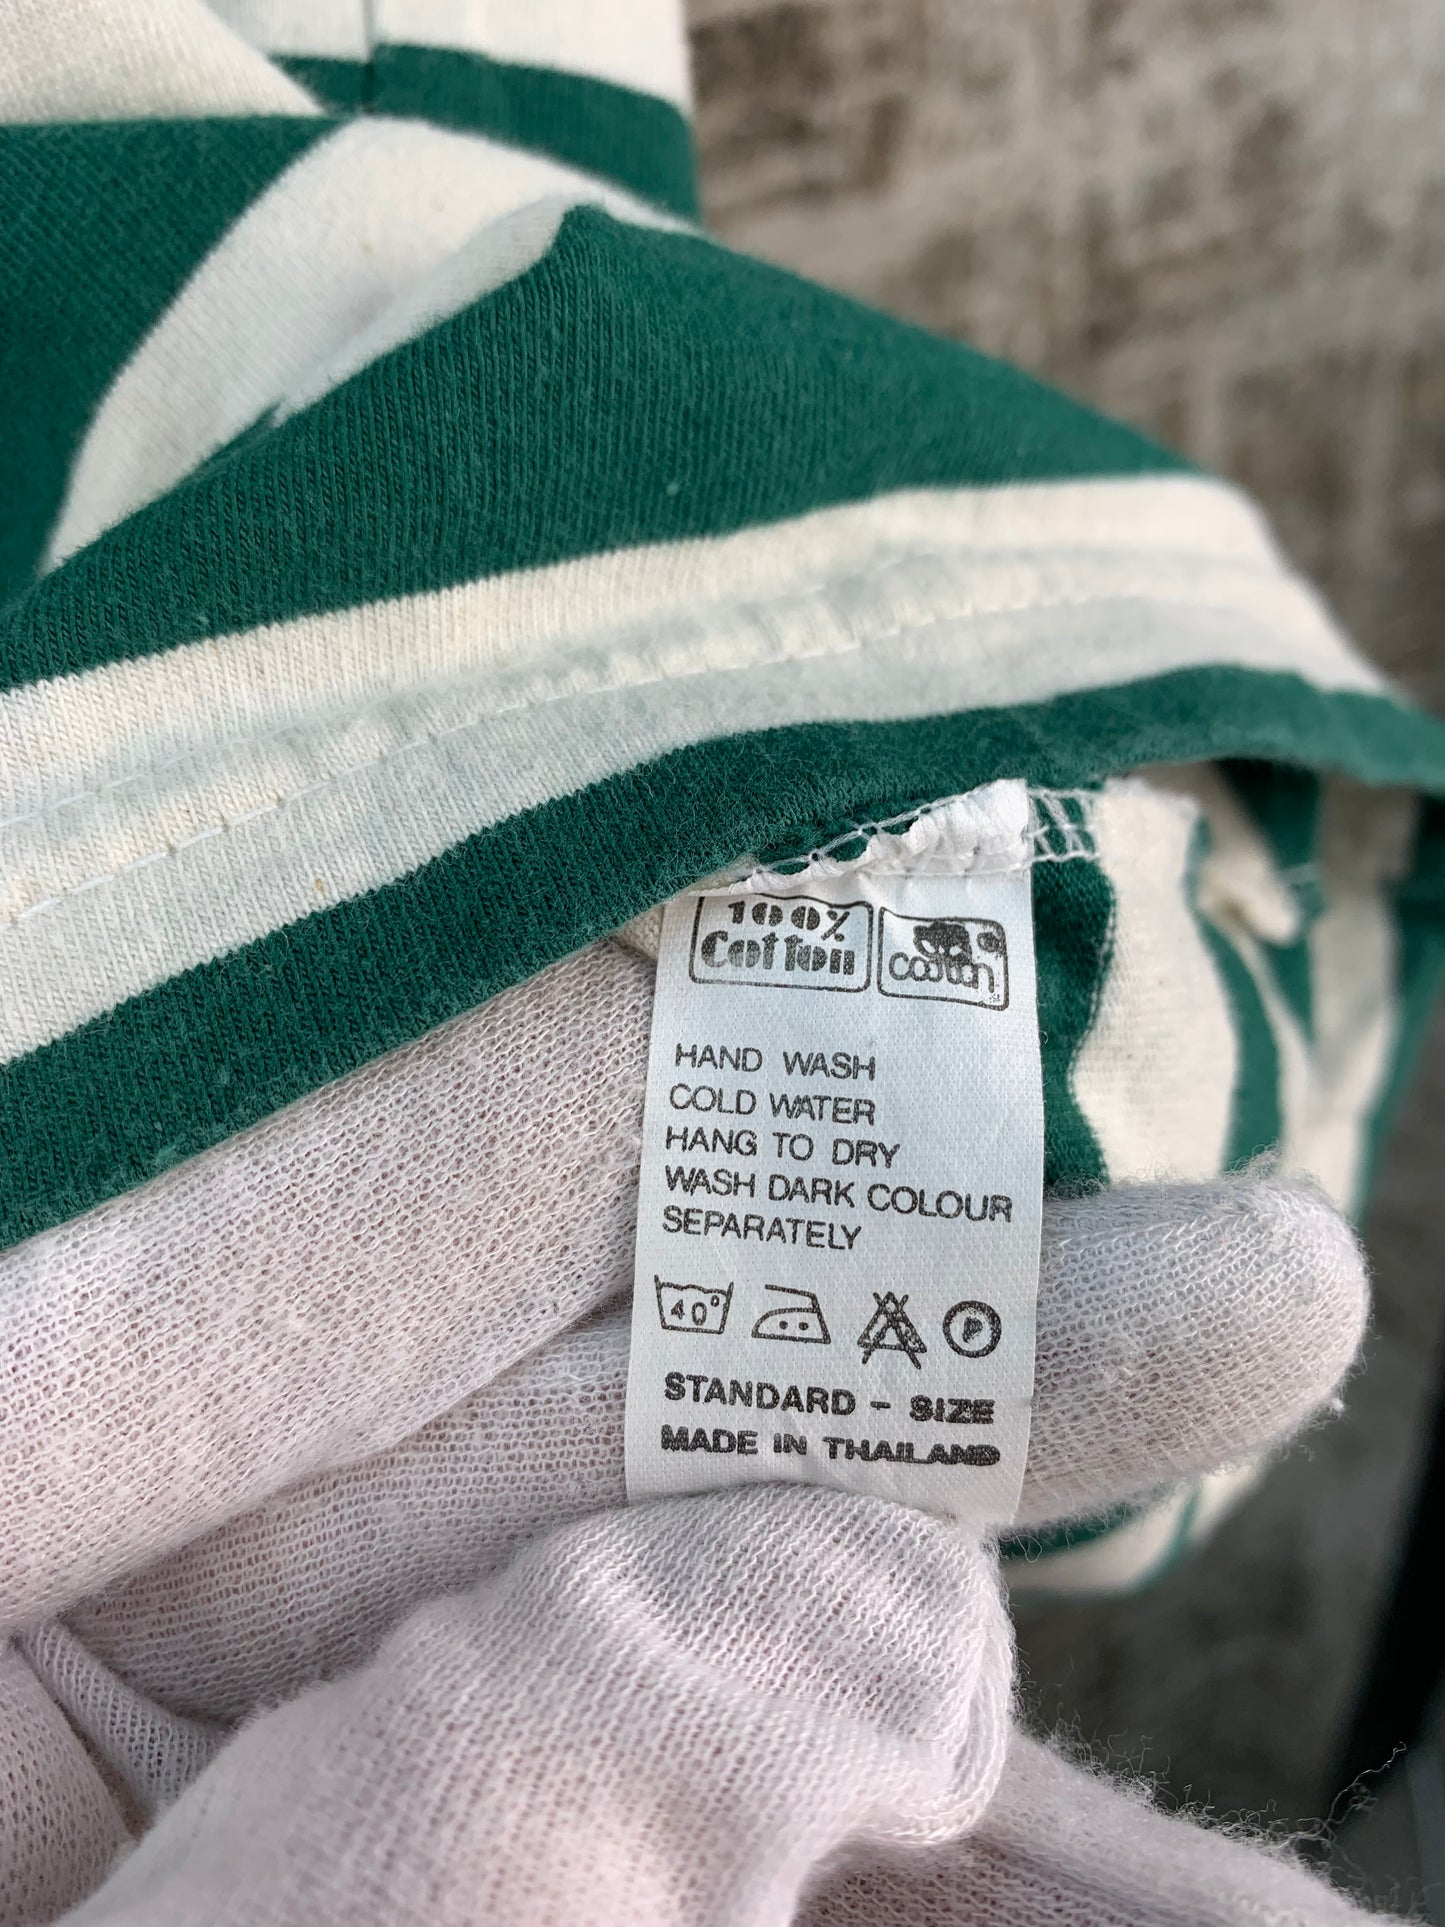 100%
Cotton
cotton
HAND WASH
COLD WATER
HANG TO DRY
WASH DARK COLOUR
SEPARATELY
40°
P
STANDARD - SIZE
MADE IN THAILAND